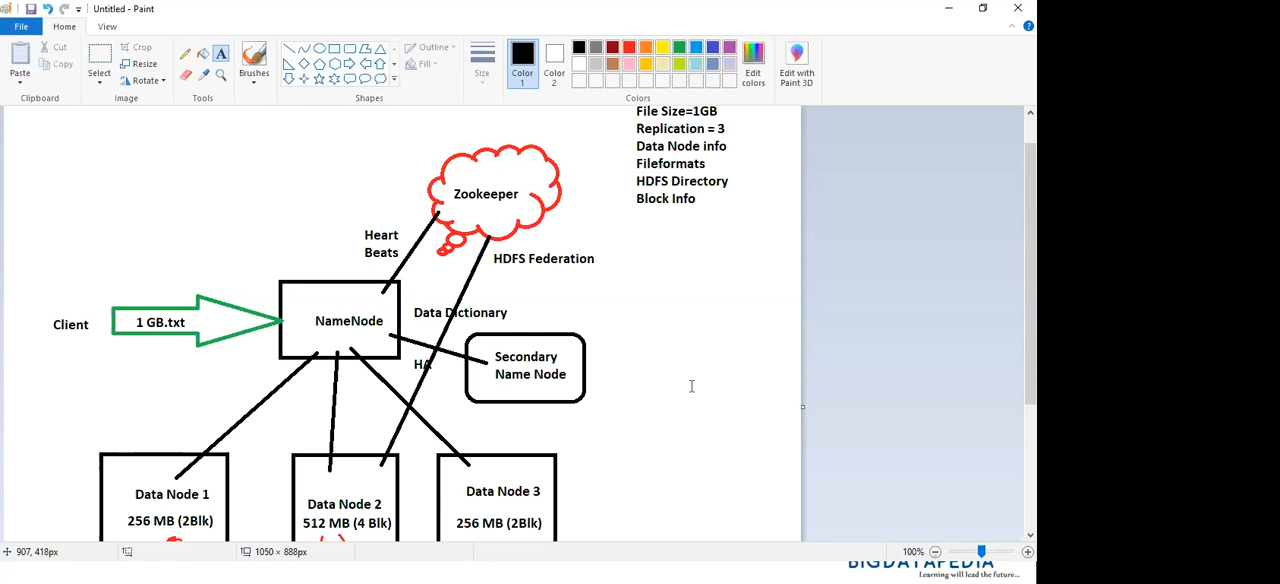 Untitled - Paint
File
Home
View
Paste
Cut
Copy
Clipboard
Select
Crop
Resize
Rotate
Image
A
Tools
Brushes
Shapes
Outline
Fill
Size
Color 1
Color 2
Colors
Edit colors
Edit with Paint 3D
File Size=1GB
Replication = 3
Data Node info
Fileformats
HDFS Directory
Block Info
Zookeeper
Heart
Beats
HDFS Federation
Client
1 GB.txt
NameNode
Data Dictionary
HA
Secondary
Name Node
Data Node 1
256 MB (2Blk)
Data Node 2
512 MB (4 Blk)
Data Node 3
256 MB (2Blk)
907, 418px
1050 × 888px
100%
BIGDATAPEDIA
Learning will lead the future...